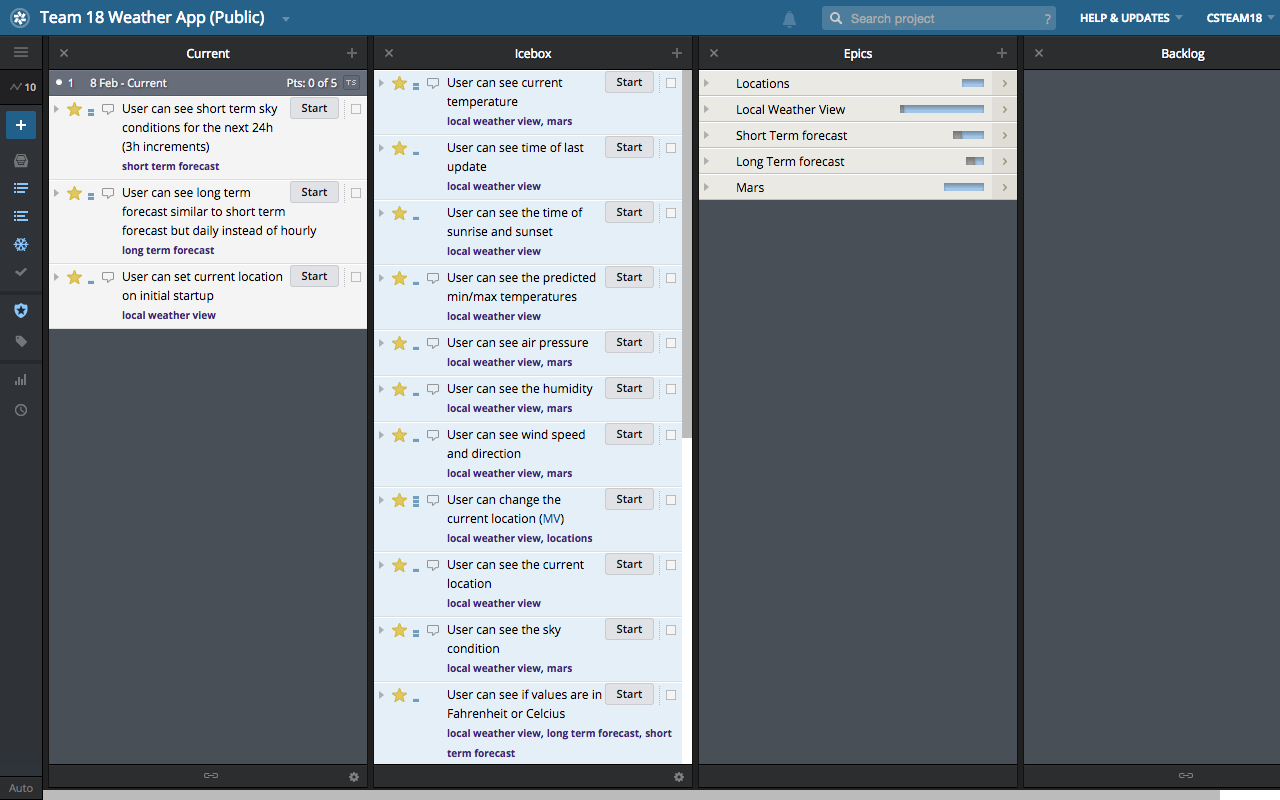 Team 18 Weather App (Public)
Search project
?
HELP & UPDATES
CSTEAM18
10
Auto
Current
1 8 Feb - Current Pts: 0 of 5 TS
User can see short term sky
conditions for the next 24h
(3h increments)
short term forecast
Start
User can see long term
forecast similar to short term
forecast but daily instead of hourly
long term forecast
Start
User can set current location
on initial startup
local weather view
Start
Icebox
User can see current
temperature
local weather view, mars
Start
User can see time of last
update
local weather view
Start
User can see the time of
sunrise and sunset
local weather view
Start
User can see the predicted
min/max temperatures
local weather view
Start
User can see air pressure
local weather view, mars
Start
User can see the humidity
local weather view, mars
Start
User can see wind speed
and direction
local weather view, mars
Start
User can change the
current location (MV)
local weather view, locations
Start
User can see the current
location
local weather view
Start
User can see the sky
condition
local weather view, mars
Start
User can see if values are in
Fahrenheit or Celcius
local weather view, long term forecast, short
term forecast
Start
Epics
Locations
Local Weather View
Short Term forecast
Long Term forecast
Mars
Backlog